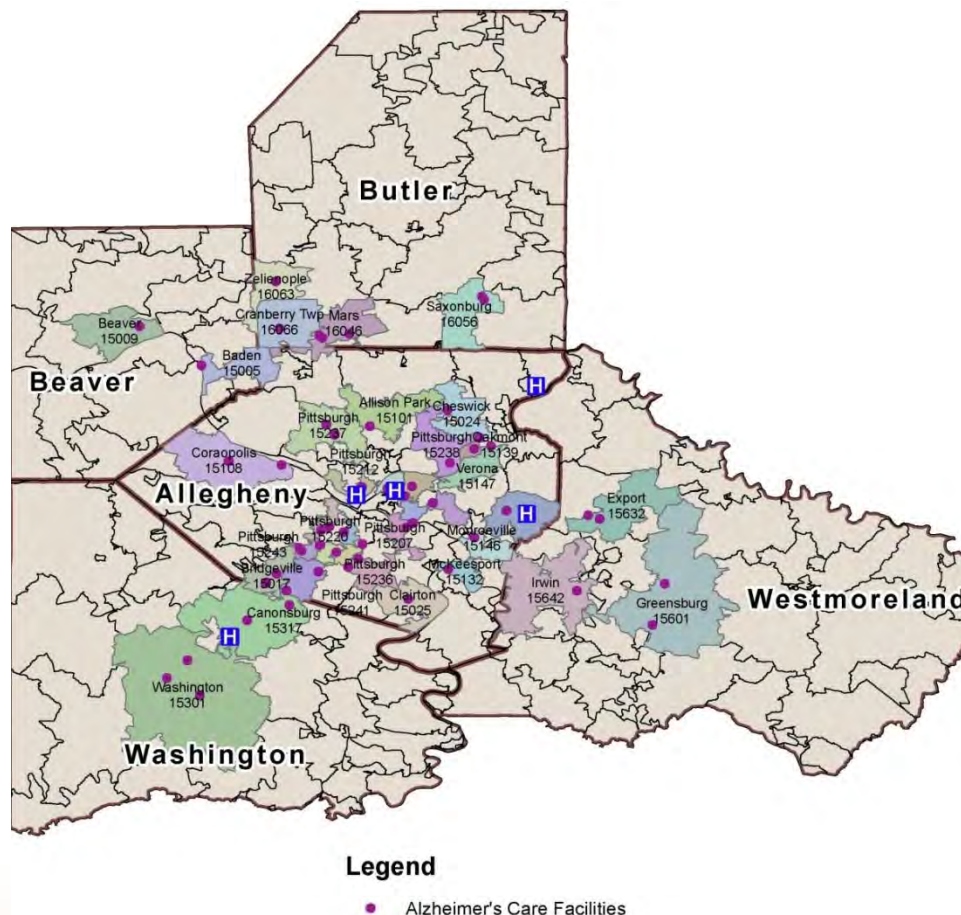 Butler
Zelienople
16063
Cranberry Twp
16066
Mars
16046
Saxonburg
16056
Beaver
15009
Baden
15005
Beaver
H
Allison Park
15101
Cheswick
15024
Pittsburgh
15237
Pittsburgh
15238
Oakmont
15139
Coraopolis
15108
Pittsburgh
15212
Verona
15147
Allegheny
H
H
Export
15632
H
Pittsburgh
15220
Pittsburgh
15207
Monroeville
15146
Pittsburgh
15243
Bridgeville
15017
Pittsburgh
15236
McKeesport
15132
Irwin
15642
Pittsburgh
15241
Clairton
15025
Greensburg
15601
Westmoreland
Canonsburg
15317
H
Washington
15301
Washington
Legend
Alzheimer's Care Facilities